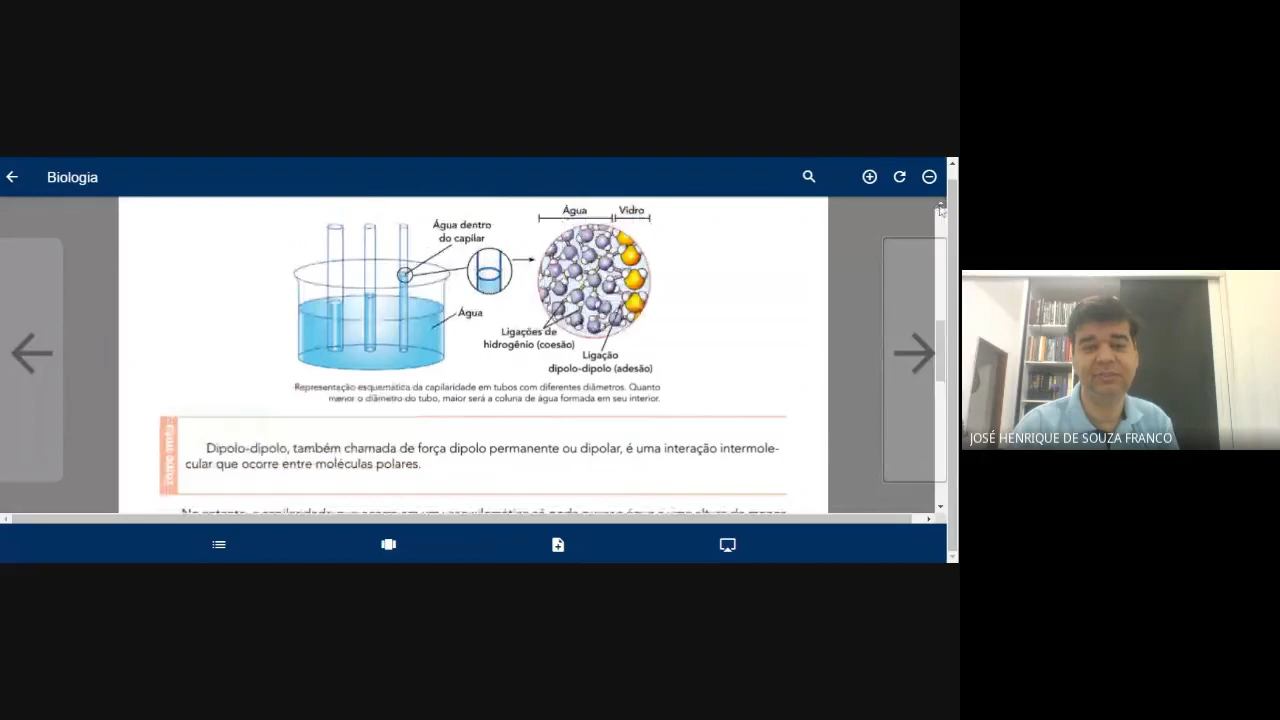 Biologia
Água Vidro
Água dentro
do capilar
Água
Ligações de
hidrogênio (coesão)
Ligação
dipolo-dipolo (adesão)
Representação esquemática da capilaridade em tubos com diferentes diâmetros. Quanto
menor o diâmetro do tubo, maior será a coluna de água formada em seu interior.
Dipolo-dipolo, também chamada de força dipolo permanente ou dipolar, é uma interação intermole-
cular que ocorre entre moléculas polares.
JOSÉ HENRIQUE DE SOUZA FRANCO